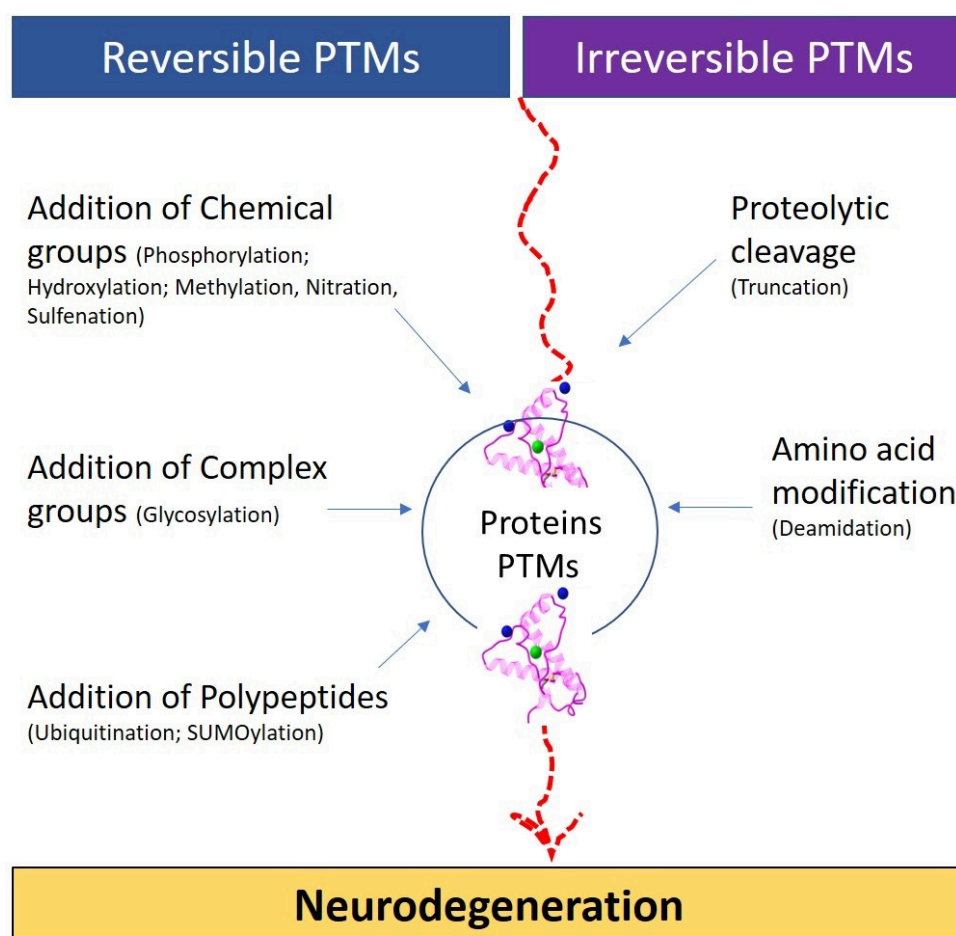 Reversible PTMs
Irreversible PTMs
Addition of Chemical
groups (Phosphorylation;
Hydroxylation; Methylation, Nitration,
Sulfenation)
Proteolytic
cleavage
(Truncation)
Addition of Complex
groups (Glycosylation)
Amino acid
modification
(Deamidation)
Proteins
PTMs
Addition of Polypeptides
(Ubiquitination; SUMOylation)
Neurodegeneration